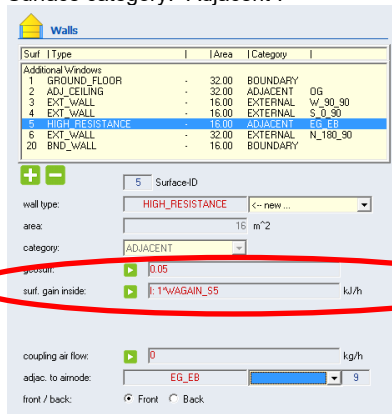 Surface category: "Adjacent":
Walls
Surf | Type | | Area | Category |
Additional Windows
1 GROUND_FLOOR - 32.00 BOUNDARY
2 ADJ_CEILING - 32.00 ADJACENT OG
3 EXT_WALL - 16.00 EXTERNAL W_90_90
4 EXT_WALL - 16.00 EXTERNAL S_0_90
5 HIGH_RESISTANCE - 16.00 ADJACENT EG_EB
6 EXT_WALL - 32.00 EXTERNAL N_180_90
20 BND_WALL - 16.00 BOUNDARY
5 Surface-ID
wall type: HIGH_RESISTANCE <-- new ...
area: 16 m^2
category: ADJACENT
geosurf: 0.05
surf. gain inside: I: 1*WAGAIN_S5 kJ/h
coupling air flow: 0 kg/h
adjac. to airnode: EG_EB 9
front / back: Front Back